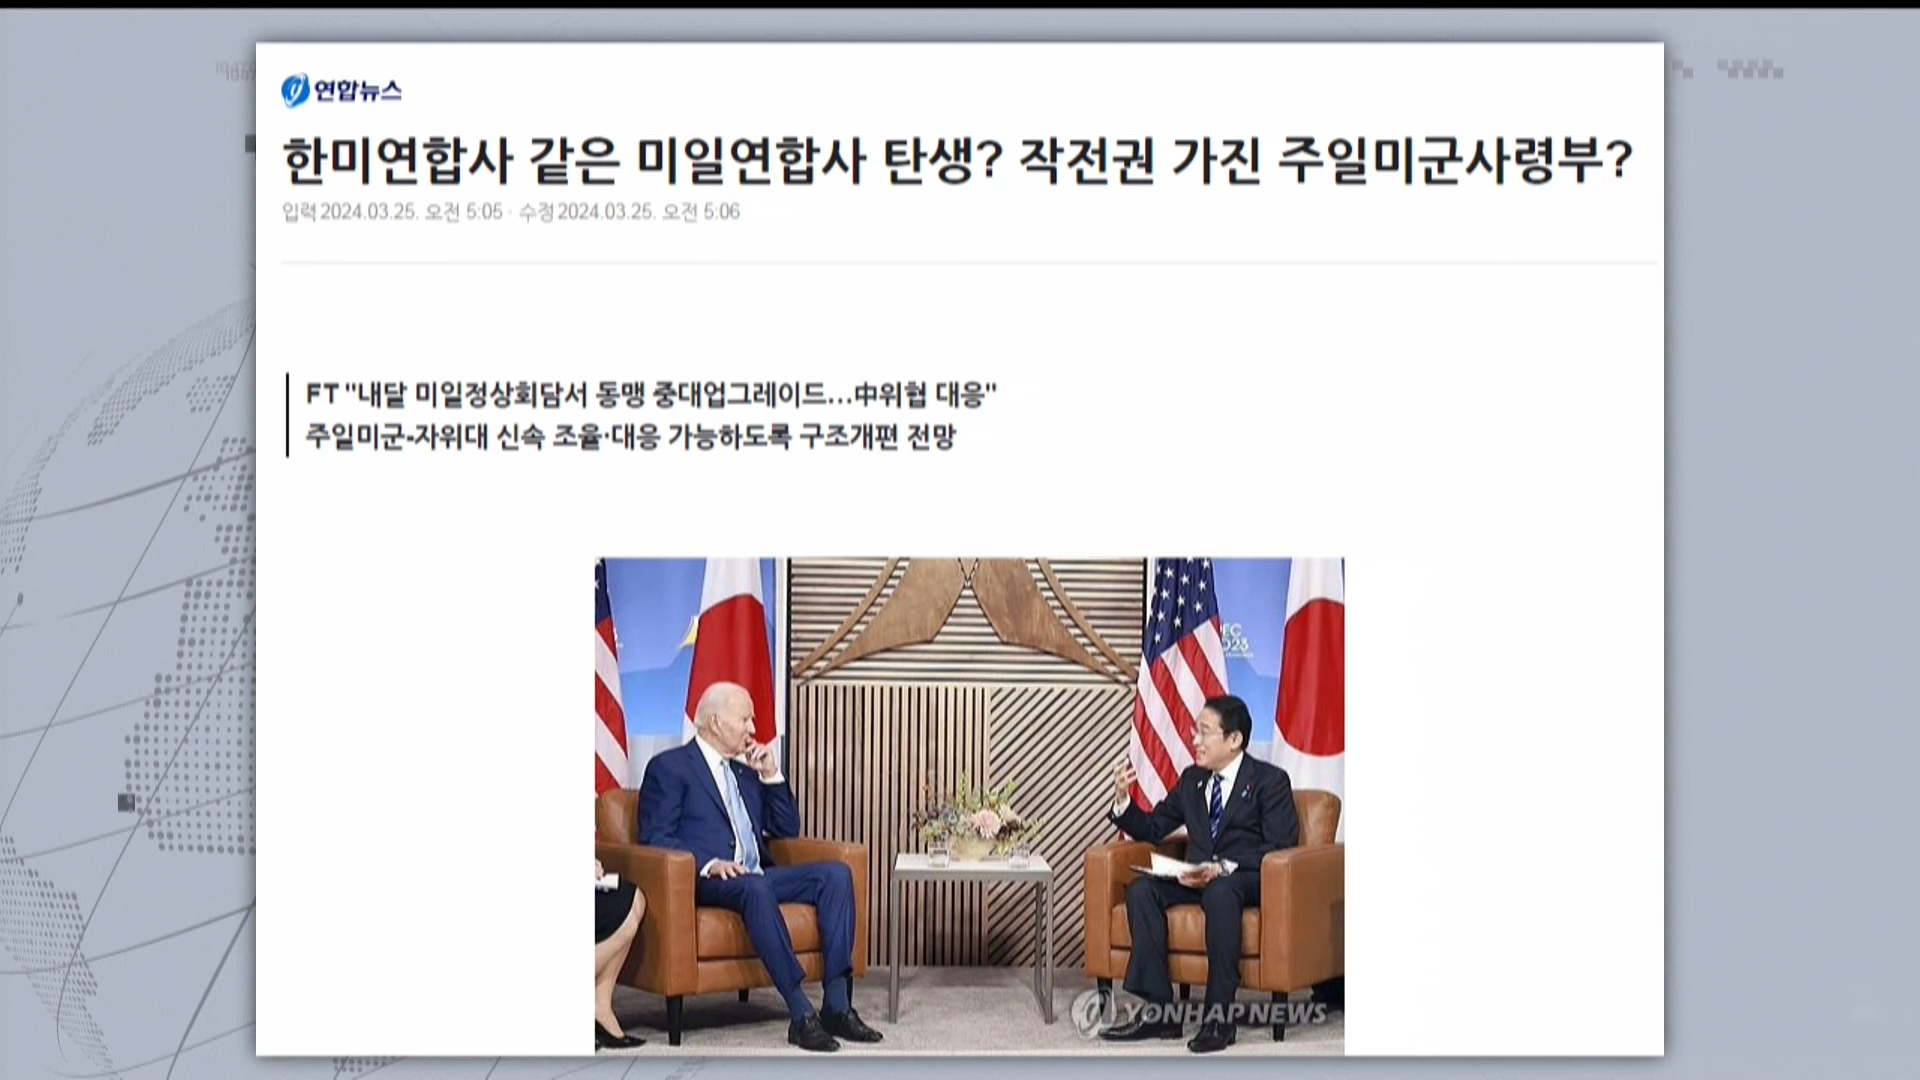 연합뉴스
한미연합사 같은 미일연합사 탄생? 작전권 가진 주일미군사령부?
입력 2024.03.25. 오전 5:05 · 수정 2024.03.25. 오전 5:06
FT "내달 미일정상회담서 동맹 중대업그레이드...中위협 대응"
주일미군-자위대 신속 조율·대응 가능하도록 구조개편 전망
YONHAP NEWS